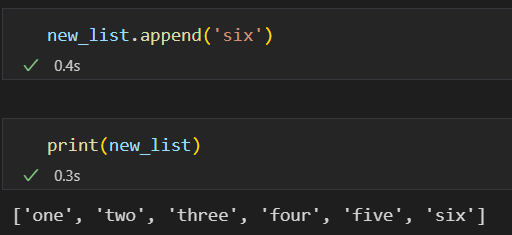 new_list.append('six')
0.4s
print(new_list)
0.3s
['one', 'two', 'three', 'four', 'five', 'six']